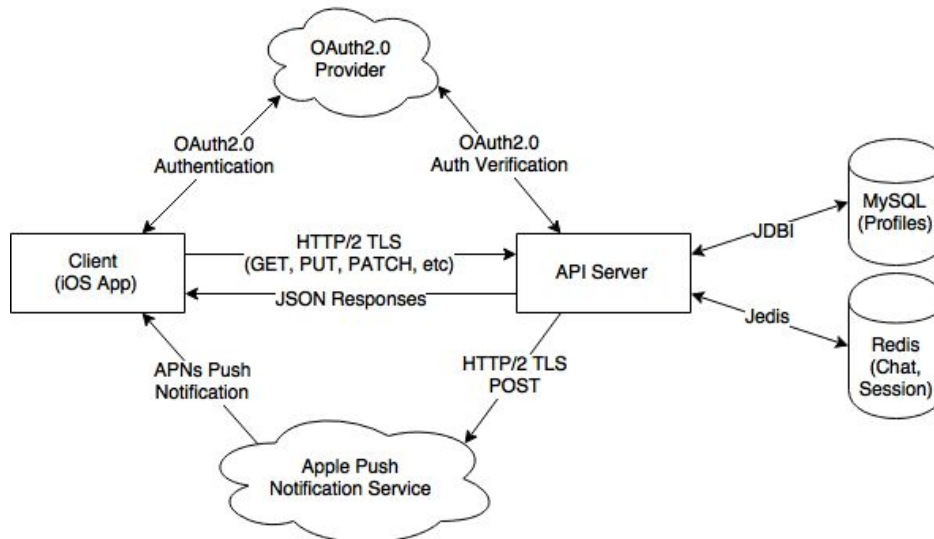 OAuth2.0
Provider
OAuth2.0
Authentication
OAuth2.0
Auth Verification
MySQL
(Profiles)
JDBI
Client
(iOS App)
HTTP/2 TLS
(GET, PUT, PATCH, etc)
JSON Responses
API Server
Jedis
Redis
(Chat,
Session)
APNs Push
Notification
HTTP/2 TLS
POST
Apple Push
Notification Service